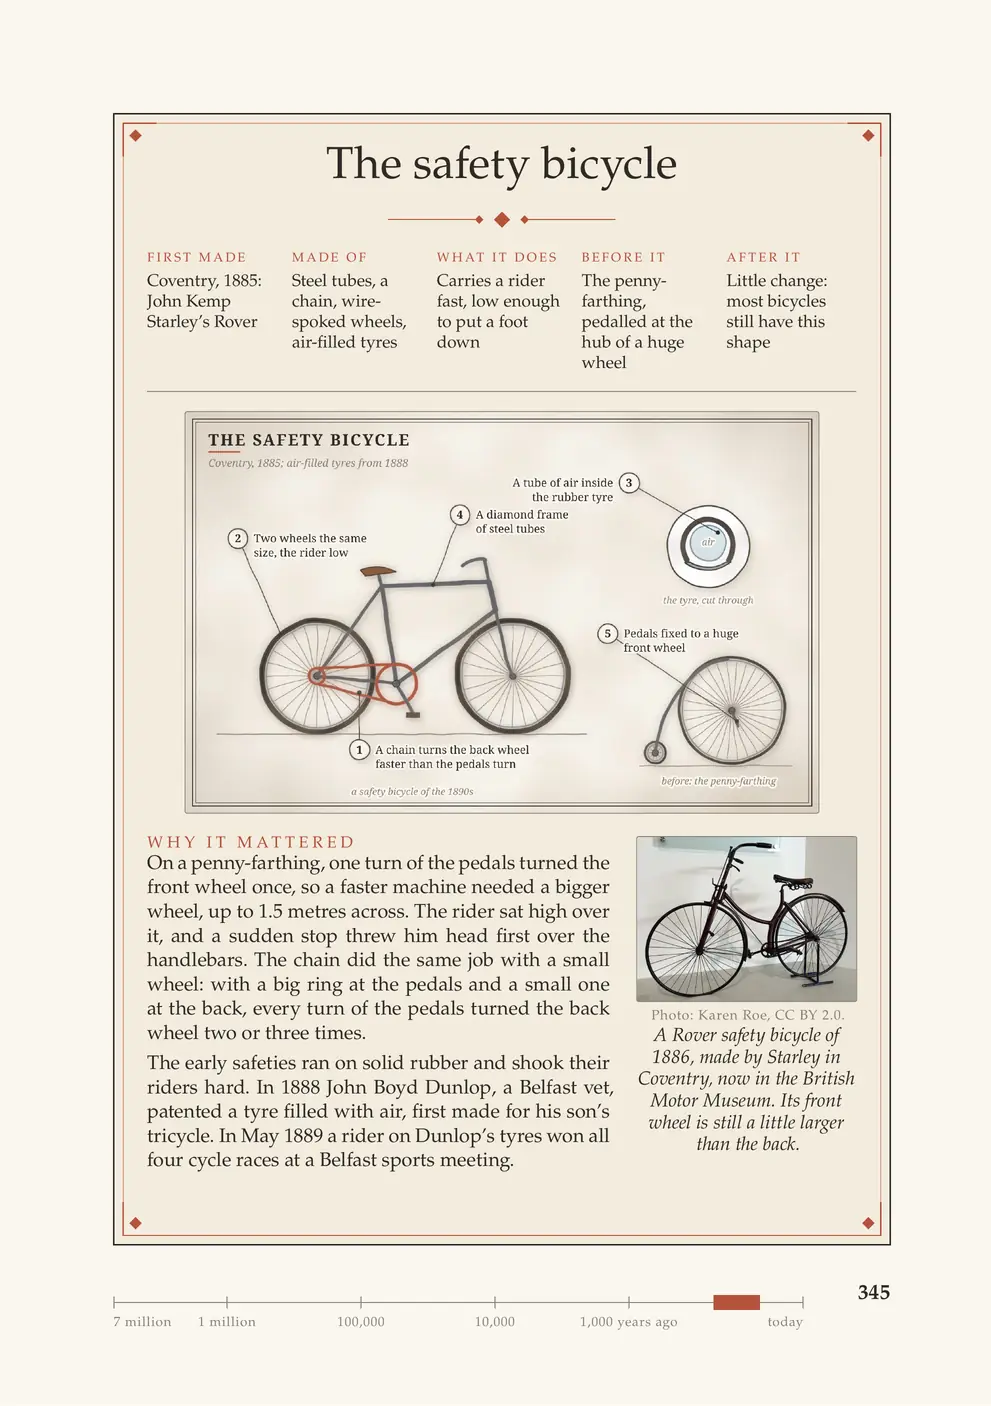 The safety bicycle
FIRST MADE
Coventry, 1885:
John Kemp
Starley’s Rover
MADE OF
Steel tubes, a
chain, wire-
spoked wheels,
air-filled tyres
WHAT IT DOES
Carries a rider
fast, low enough
to put a foot
down
BEFORE IT
The penny-
farthing,
pedalled at the
hub of a huge
wheel
AFTER IT
Little change:
most bicycles
still have this
shape
THE SAFETY BICYCLE
Coventry, 1885; air-filled tyres from 1888
A tube of air inside
the rubber tyre
3
4
A diamond frame
of steel tubes
2
Two wheels the same
size, the rider low
air
the tyre, cut through
5
Pedals fixed to a huge
front wheel
1
A chain turns the back wheel
faster than the pedals turn
a safety bicycle of the 1890s
before: the penny-farthing
WHY IT MATTERED
On a penny-farthing, one turn of the pedals turned the
front wheel once, so a faster machine needed a bigger
wheel, up to 1.5 metres across. The rider sat high over
it, and a sudden stop threw him head first over the
handlebars. The chain did the same job with a small
wheel: with a big ring at the pedals and a small one
at the back, every turn of the pedals turned the back
wheel two or three times.
The early safeties ran on solid rubber and shook their
riders hard. In 1888 John Boyd Dunlop, a Belfast vet,
patented a tyre filled with air, first made for his son’s
tricycle. In May 1889 a rider on Dunlop’s tyres won all
four cycle races at a Belfast sports meeting.
Photo: Karen Roe, CC BY 2.0.
A Rover safety bicycle of
1886, made by Starley in
Coventry, now in the British
Motor Museum. Its front
wheel is still a little larger
than the back.
345
7 million
1 million
100,000
10,000
1,000 years ago
today